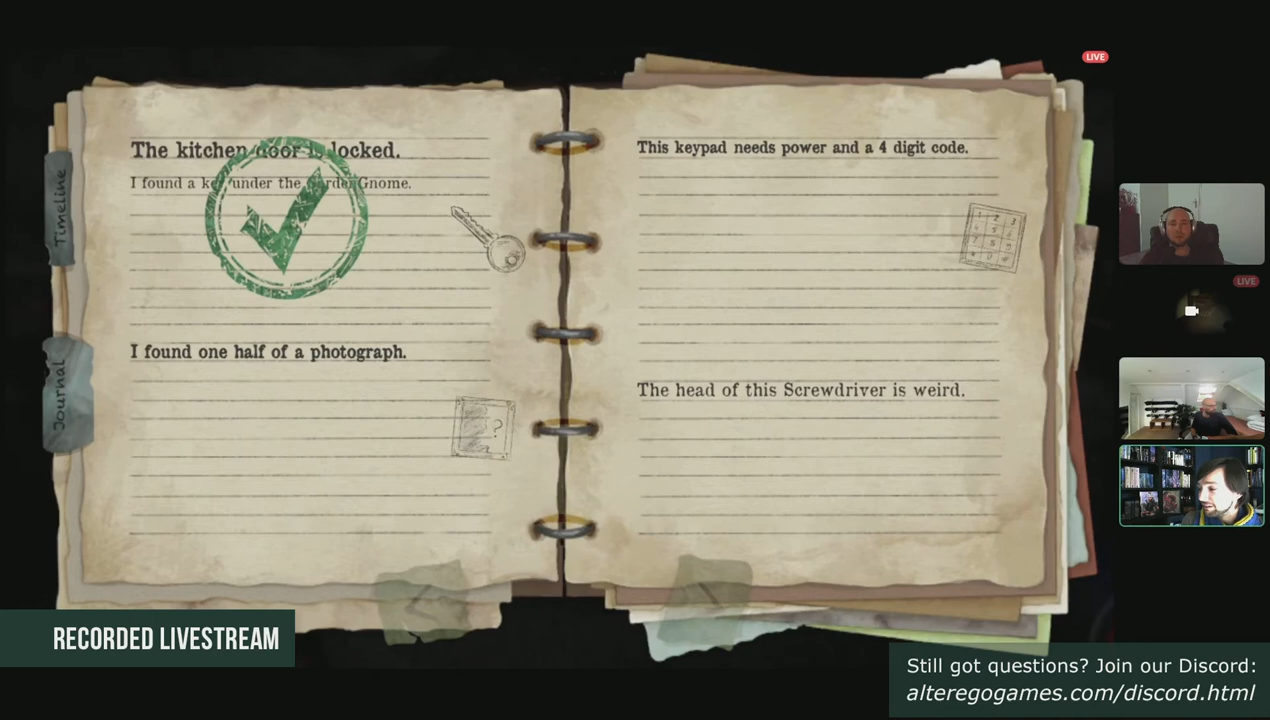 LIVE
The kitchen door is locked.
I found a key under the Garden Gnome.
This keypad needs power and a 4 digit code.
Timeline
LIVE
I found one half of a photograph.
?
The head of this Screwdriver is weird.
Journal
RECORDED LIVESTREAM
Still got questions? Join our Discord:
alteregogames.com/discord.html